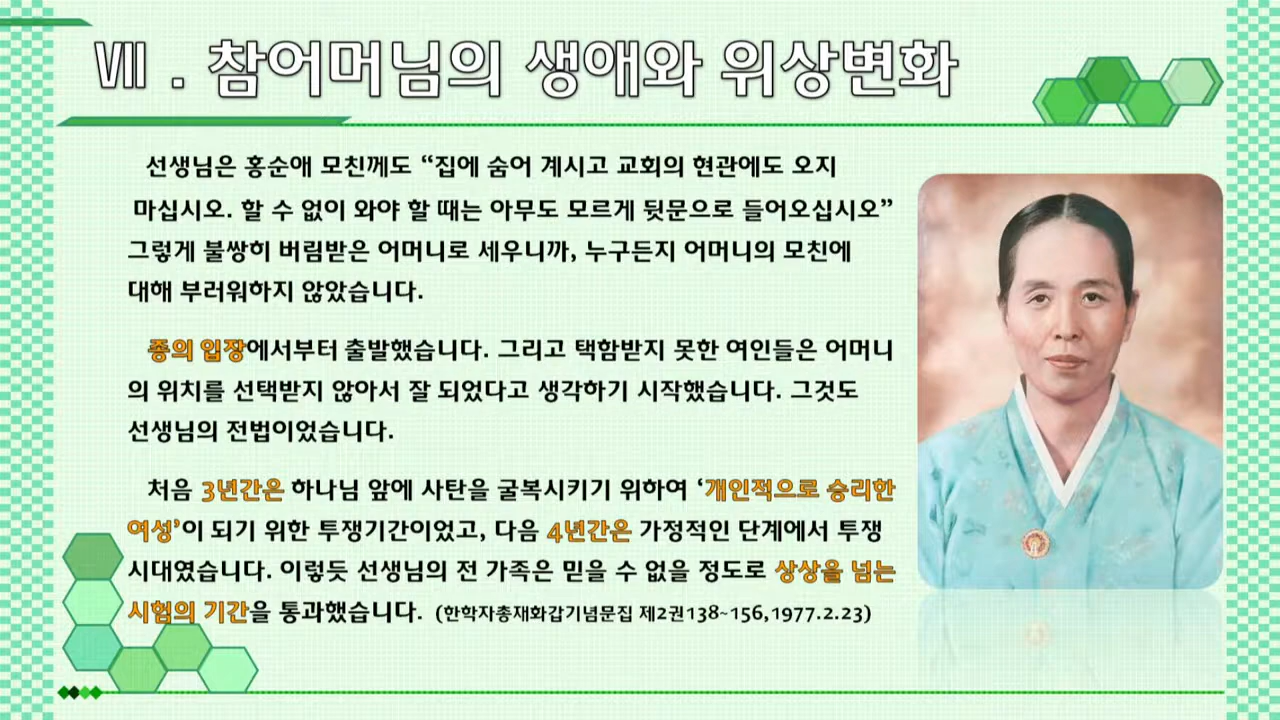 Ⅶ . 참어머님의 생애와 위상변화
선생님은 홍순애 모친께도 “집에 숨어 계시고 교회의 현관에도 오지
마십시오. 할 수 없이 와야 할 때는 아무도 모르게 뒷문으로 들어오십시오”
그렇게 불쌍히 버림받은 어머니로 세우니까, 누구든지 어머니의 모친에
대해 부러워하지 않았습니다.
종의 입장에서부터 출발했습니다. 그리고 택함받지 못한 여인들은 어머니
의 위치를 선택받지 않아서 잘 되었다고 생각하기 시작했습니다. 그것도
선생님의 전법이었습니다.
처음 3년간은 하나님 앞에 사탄을 굴복시키기 위하여 ‘개인적으로 승리한
여성’이 되기 위한 투쟁기간이었고, 다음 4년간은 가정적인 단계에서 투쟁
시대였습니다. 이렇듯 선생님의 전 가족은 믿을 수 없을 정도로 상상을 넘는
시험의 기간을 통과했습니다. (한학자총재화갑기념문집 제2권138~156,1977.2.23)